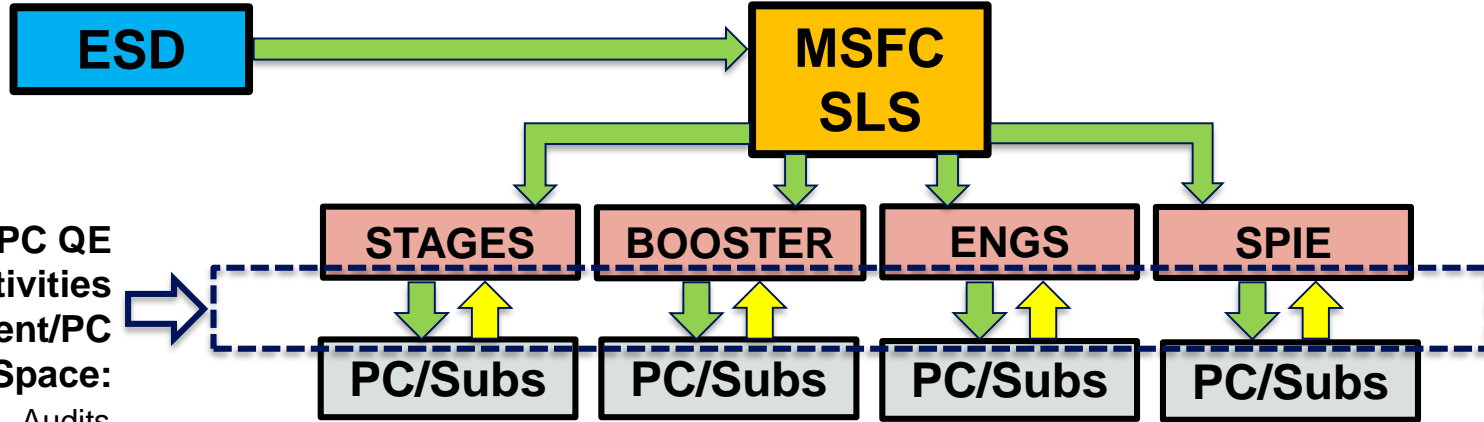 ESD
MSFC
SLS
STAGES
BOOSTER
ENGS
SPIE
PC QE
tivities
ent/PC
Space:
Audits
PC/Subs
PC/Subs
PC/Subs
PC/Subs